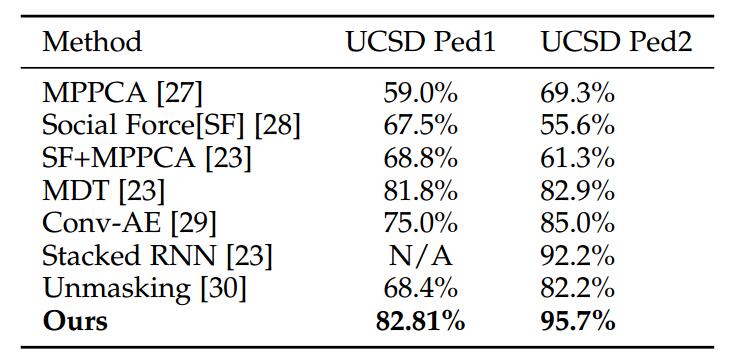 Method UCSD Ped1 UCSD Ped2
MPPCA [27] 59.0% 69.3%
Social Force[SF] [28] 67.5% 55.6%
SF+MPPCA [23] 68.8% 61.3%
MDT [23] 81.8% 82.9%
Conv-AE [29] 75.0% 85.0%
Stacked RNN [23] N/A 92.2%
Unmasking [30] 68.4% 82.2%
Ours 82.81% 95.7%